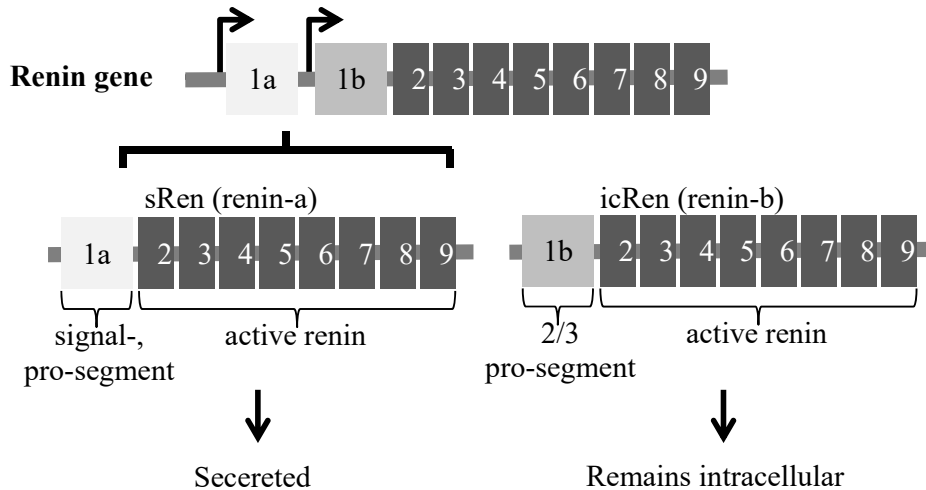 Renin gene 1a 1b 2 3 4 5 6 7 8 9
sRen (renin-a) icRen (renin-b)
1a 2 3 4 5 6 7 8 9 1b 2 3 4 5 6 7 8 9
signal-, active renin 2/3 active renin
pro-segment pro-segment
Secereted Remains intracellular